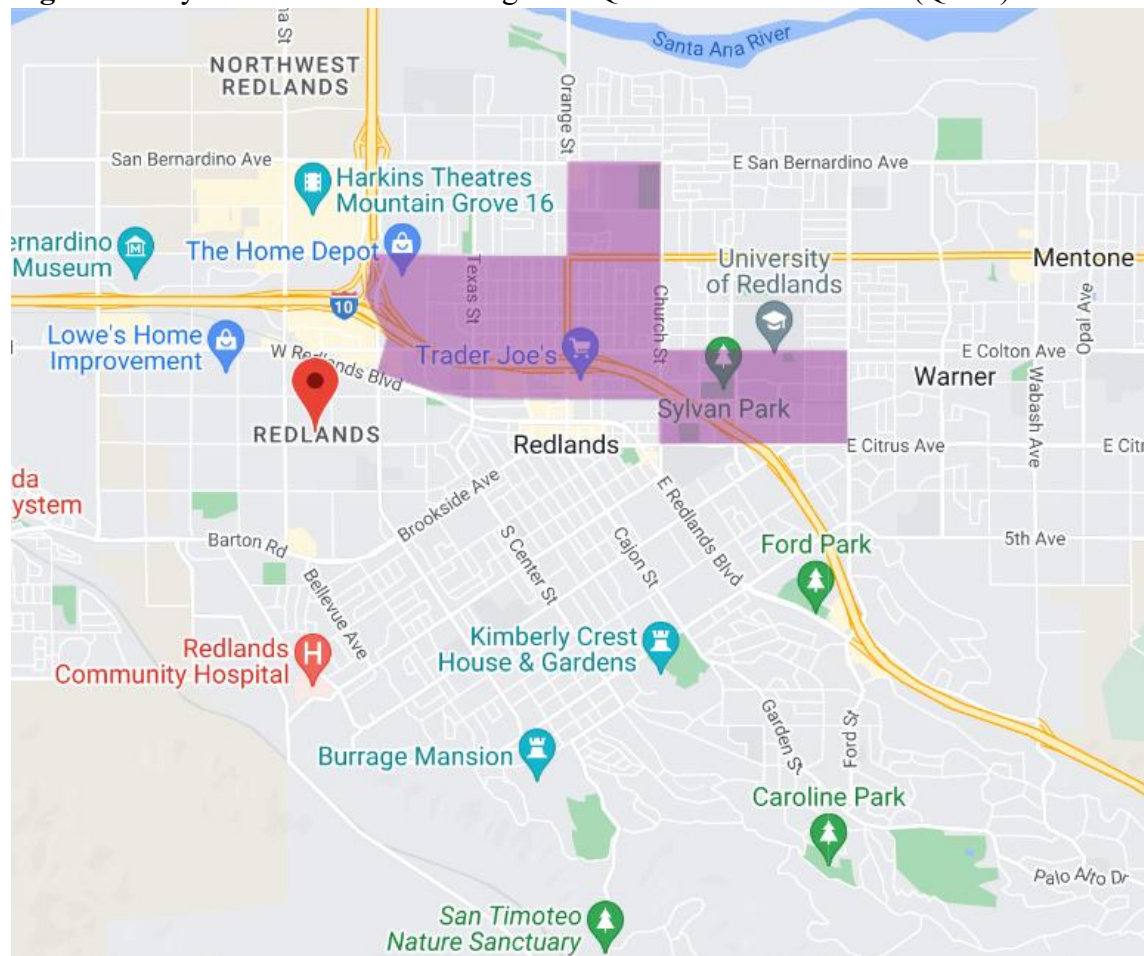 Santa Ana River
NORTHWEST
REDLANDS
Orange St
San Bernardino Ave
E San Bernardino Ave
Harkins Theatres
Mountain Grove 16
The Home Depot
Museum
Texas St
University
of Redlands
Mentone
10
Church St
Opal Ave
Lowe's Home
Improvement
W Redlands Blvd
Trader Joe's
E Colton Ave
Warner
Wabash Ave
Sylvan Park
REDLANDS
Redlands
E Citrus Ave
Brookside Ave
E Redlands Blvd
Barton Rd
S Center St
Cajon St
5th Ave
Ford Park
Bellevue Ave
Redlands
Community Hospital
H
Kimberly Crest
House & Gardens
Garden St
Ford St
Burrage Mansion
Caroline Park
Palo Alto Dr
San Timoteo
Nature Sanctuary